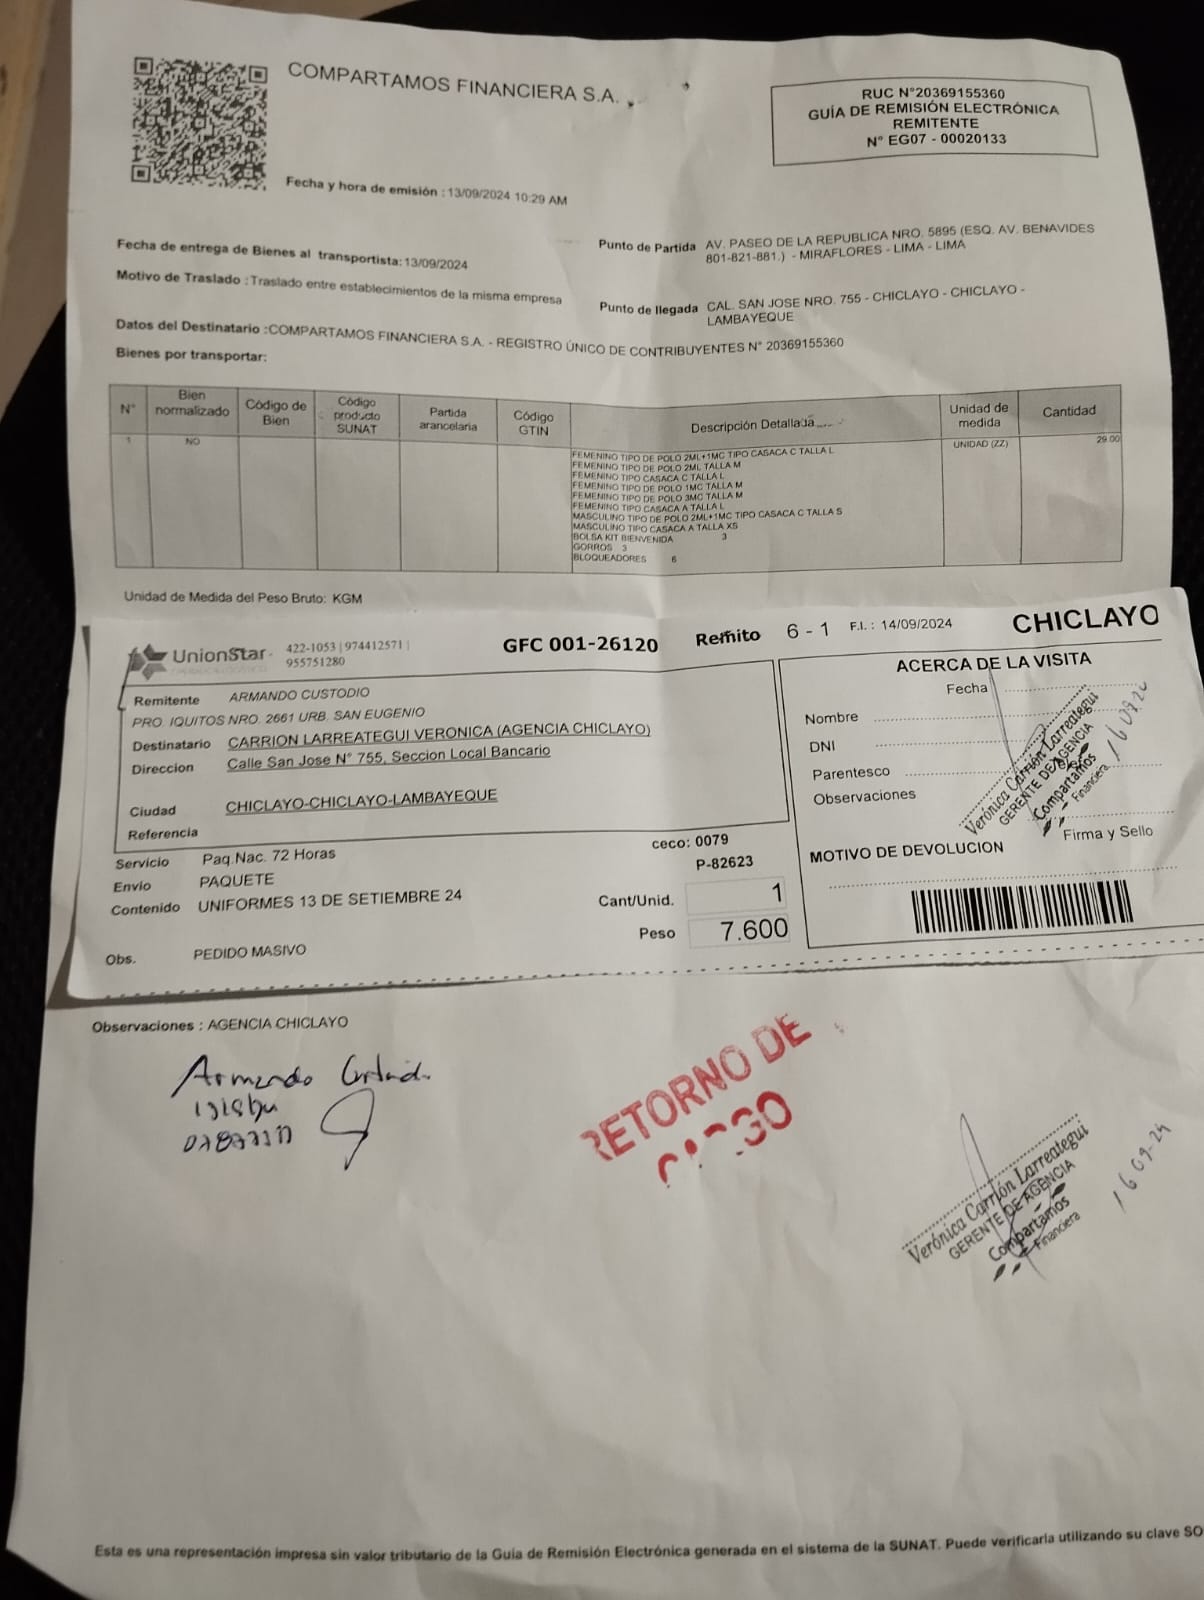 COMPARTAMOS FINANCIERA S.A.
RUC N°20369155360
GUÍA DE REMISIÓN ELECTRÓNICA
REMITENTE
N° EG07 - 00020133
Fecha y hora de emisión : 13/09/2024 10:29 AM
Fecha de entrega de Bienes al transportista: 13/09/2024
Motivo de Traslado : Traslado entre establecimientos de la misma empresa
Punto de Partida AV. PASEO DE LA REPUBLICA NRO. 5895 (ESQ. AV. BENAVIDES
801-821-881.) - MIRAFLORES - LIMA - LIMA
Punto de llegada CAL. SAN JOSE NRO. 755 - CHICLAYO - CHICLAYO -
LAMBAYEQUE
Datos del Destinatario :COMPARTAMOS FINANCIERA S.A. - REGISTRO ÚNICO DE CONTRIBUYENTES N° 20369155360
Bienes por transportar:
N° Bien normalizado Código de Bien Código producto SUNAT Partida arancelaria Código GTIN Descripción Detallada Unidad de medida Cantidad
1 NO FEMENINO TIPO DE POLO 2ML+1MC TIPO CASACA C TALLA L UNIDAD (ZZ) 29.00
FEMENINO TIPO DE POLO 2ML TALLA M
FEMENINO TIPO CASACA C TALLA L
FEMENINO TIPO DE POLO 1MC TALLA M
FEMENINO TIPO DE POLO 3MC TALLA M
FEMENINO TIPO CASACA A TALLA L
MASCULINO TIPO DE POLO 2ML+1MC TIPO CASACA C TALLA S
MASCULINO TIPO CASACA A TALLA XS
BOLSA KIT BIENVENIDA 3
GORROS 3
BLOQUEADORES 6
Unidad de Medida del Peso Bruto: KGM
UnionStar 422-1053 | 974412571 |
955751280
GFC 001-26120 Remito 6 - 1 F.I.: 14/09/2024 CHICLAYO
Remitente ARMANDO CUSTODIO
PRO. IQUITOS NRO. 2661 URB. SAN EUGENIO
Destinatario CARRION LARREATEGUI VERONICA (AGENCIA CHICLAYO)
Direccion Calle San Jose N° 755, Seccion Local Bancario
Ciudad CHICLAYO-CHICLAYO-LAMBAYEQUE
Referencia
Servicio Paq.Nac. 72 Horas
Envio PAQUETE
Contenido UNIFORMES 13 DE SETIEMBRE 24
Obs. PEDIDO MASIVO
ceco: 0079
P-82623
Cant/Unid. 1
Peso 7.600
ACERCA DE LA VISITA
Fecha
Nombre
DNI
Parentesco
Observaciones
Verónica Carrión Larreategui
GERENTE DE AGENCIA
Compartamos
Financiera
Firma y Sello
MOTIVO DE DEVOLUCION
Observaciones : AGENCIA CHICLAYO
Armando
RETORNO DE
CARGO
Verónica Carrión Larreategui
GERENTE DE AGENCIA
Compartamos
Financiera
16 09-24
Esta es una representación impresa sin valor tributario de la Guía de Remisión Electrónica generada en el sistema de la SUNAT. Puede verificarla utilizando su clave SO